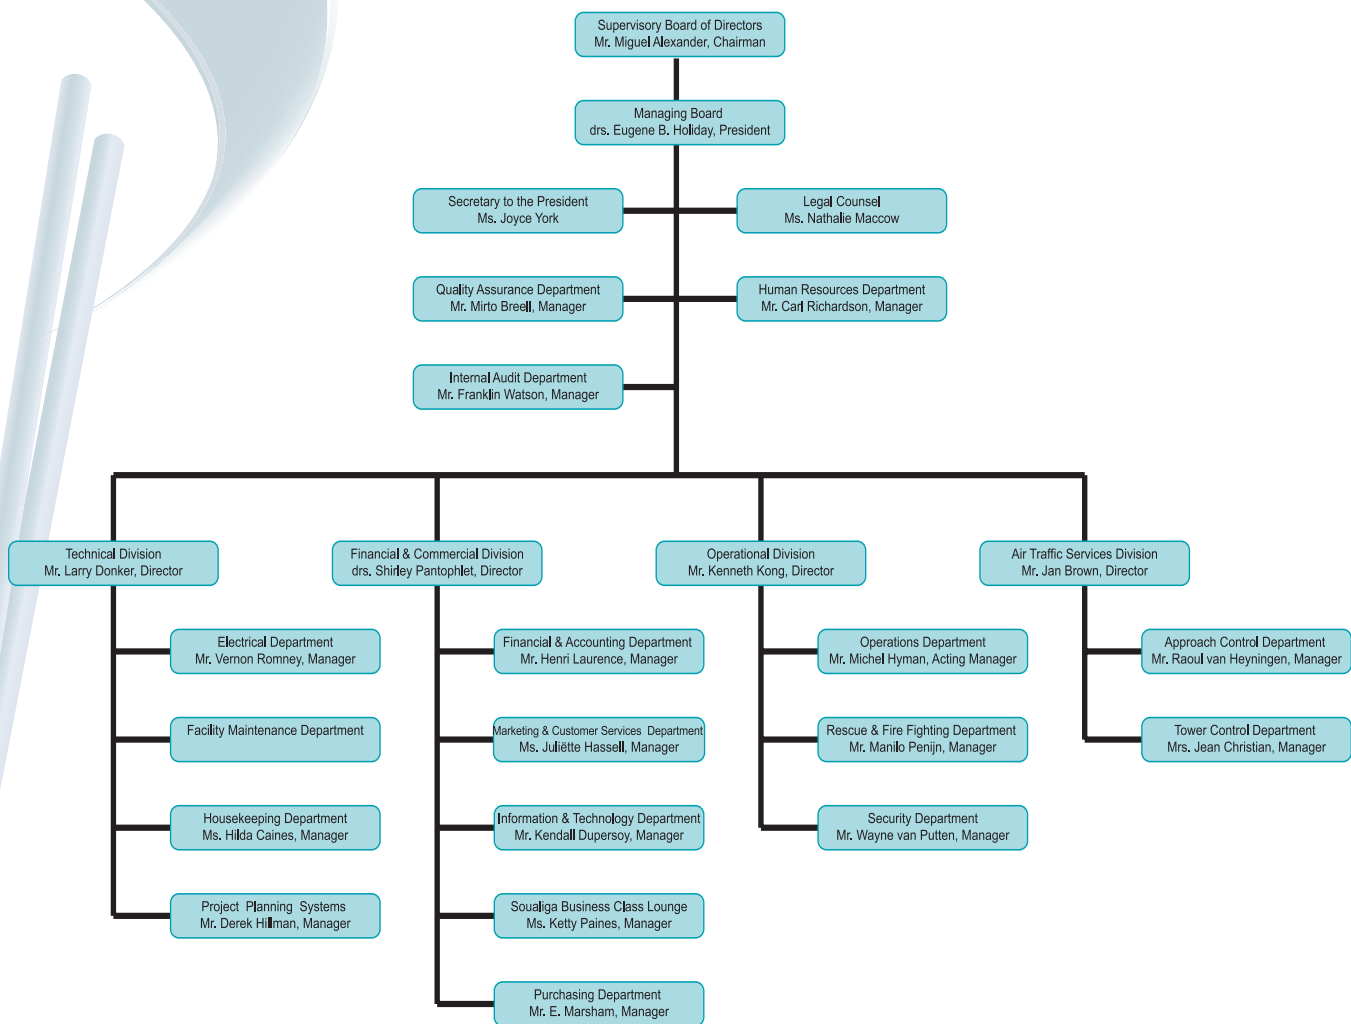 Supervisory Board of Directors
Mr. Miguel Alexander, Chairman
Managing Board
drs. Eugene B. Holiday, President
Secretary to the President
Ms. Joyce York
Legal Counsel
Ms. Nathalie Maccow
Quality Assurance Department
Mr. Mirto Breell, Manager
Human Resources Department
Mr. Carl Richardson, Manager
Internal Audit Department
Mr. Franklin Watson, Manager
Technical Division
Mr. Larry Donker, Director
Financial & Commercial Division
drs. Shirley Pantophlet, Director
Operational Division
Mr. Kenneth Kong, Director
Air Traffic Services Division
Mr. Jan Brown, Director
Electrical Department
Mr. Vernon Romney, Manager
Financial & Accounting Department
Mr. Henri Laurence, Manager
Operations Department
Mr. Michel Hyman, Acting Manager
Approach Control Department
Mr. Raoul van Heyningen, Manager
Facility Maintenance Department
Marketing & Customer Services Department
Ms. Juliëtte Hassell, Manager
Rescue & Fire Fighting Department
Mr. Manilo Penijn, Manager
Tower Control Department
Mrs. Jean Christian, Manager
Housekeeping Department
Ms. Hilda Caines, Manager
Information & Technology Department
Mr. Kendall Dupersoy, Manager
Security Department
Mr. Wayne van Putten, Manager
Project Planning Systems
Mr. Derek Hillman, Manager
Soualiga Business Class Lounge
Ms. Ketty Paines, Manager
Purchasing Department
Mr. E. Marsham, Manager